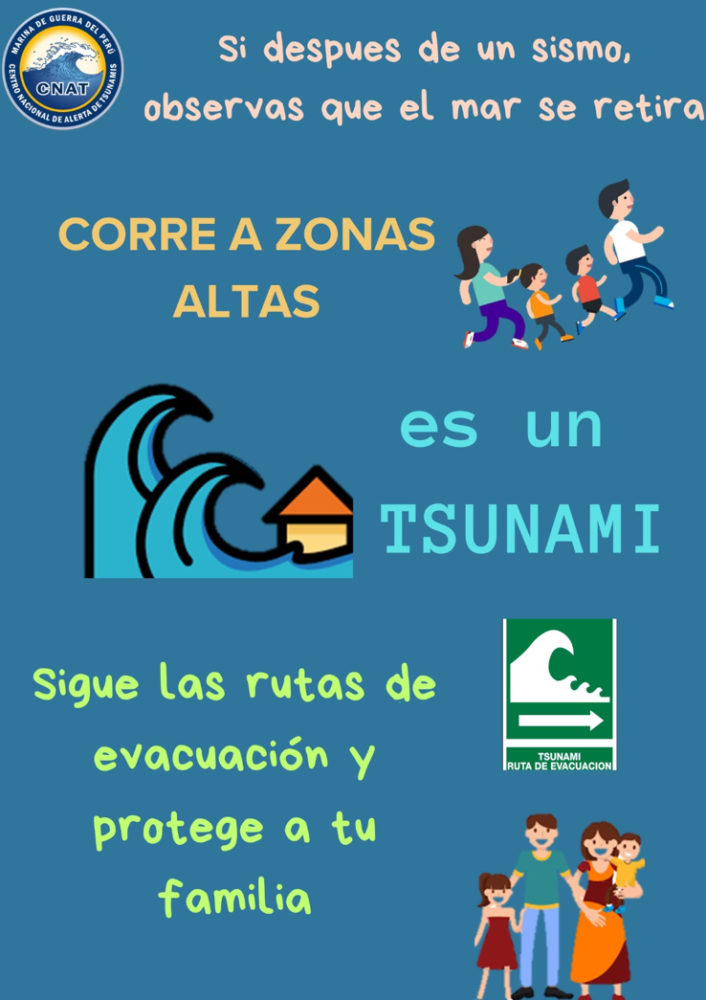 MARINA DE GUERRA DEL PERÚ
CNAT
CENTRO NACIONAL DE ALERTA DE TSUNAMIS
Si despues de un sismo,
observas que el mar se retira
CORRE A ZONAS
ALTAS
es un
TSUNAMI
Sigue las rutas de
evacuación y
protege a tu
familia
TSUNAMI
RUTA DE EVACUACION